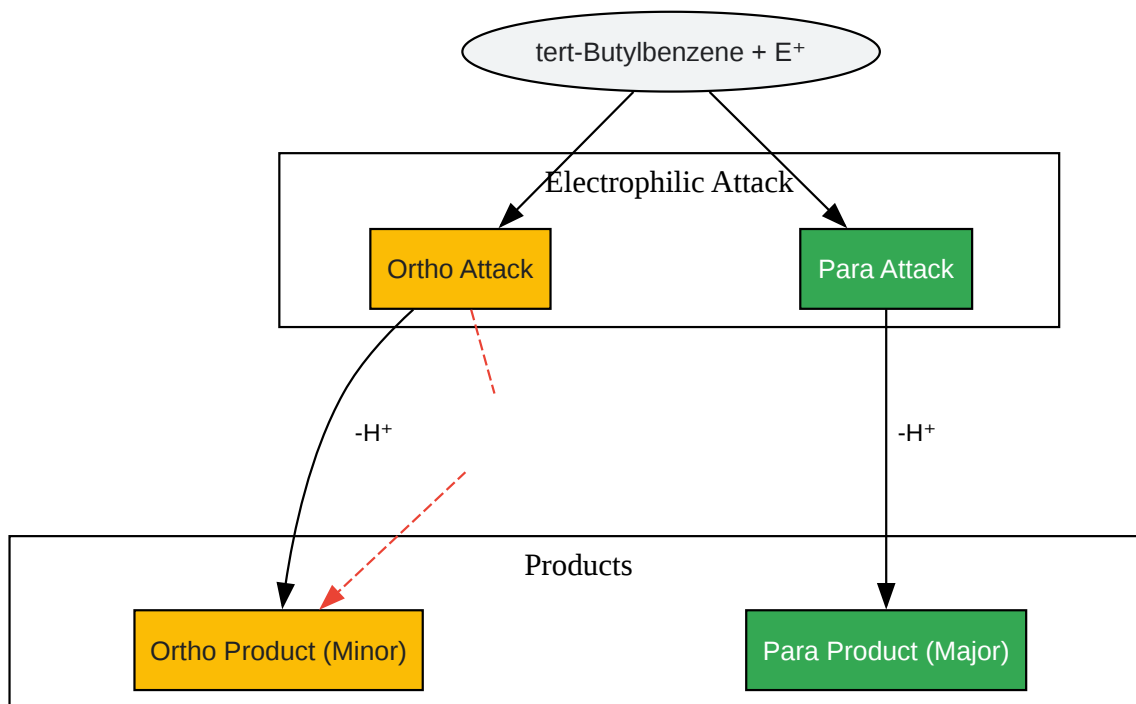 tert-Butylbenzene + E⁺
Electrophilic Attack
Ortho Attack
Para Attack
-H⁺
-H⁺
Products
Ortho Product (Minor)
Para Product (Major)